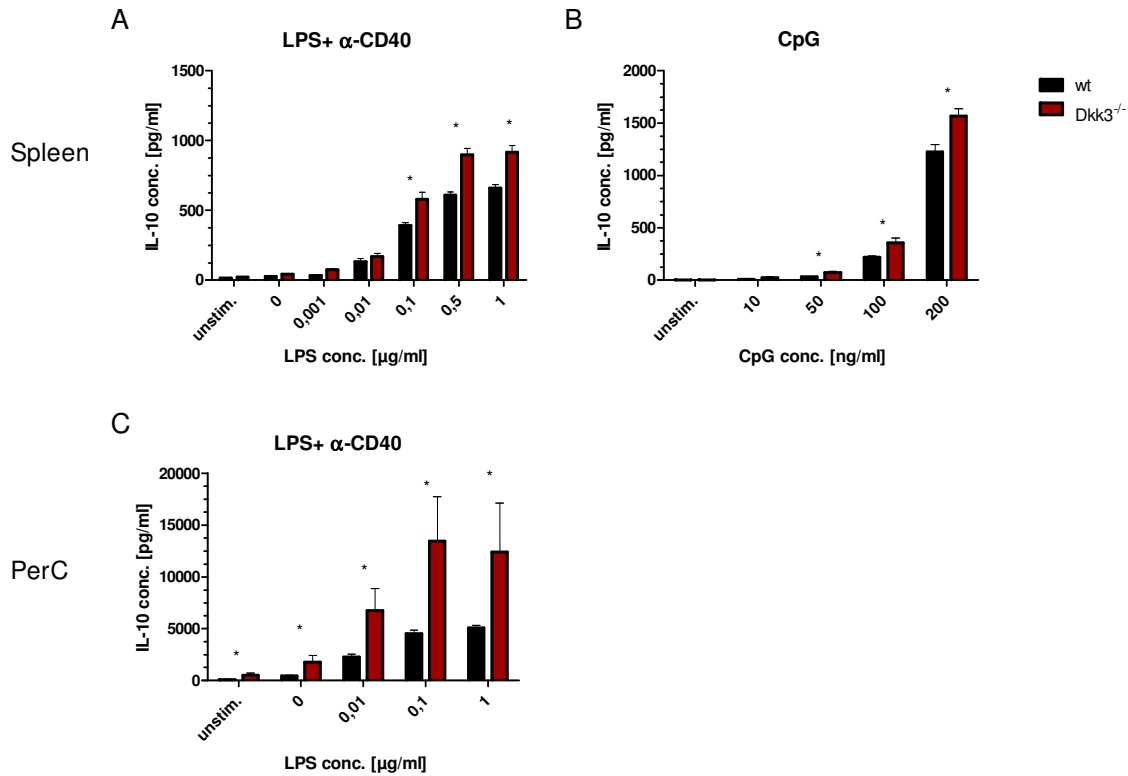 A
LPS+ α-CD40
Spleen
IL-10 conc. [pg/ml]
1500
1000
500
0
*
*
*
unstim.
0
0,001
0,01
0,1
0,5
1
LPS conc. [µg/ml]
B
CpG
IL-10 conc. [pg/ml]
2000
1500
1000
500
0
*
*
*
*
unstim.
10
50
100
200
CpG conc. [ng/ml]
wt
Dkk3-/-
C
LPS+ α-CD40
PerC
IL-10 conc. [pg/ml]
20000
15000
10000
5000
0
*
*
*
*
*
unstim.
0
0,01
0,1
1
LPS conc. [µg/ml]